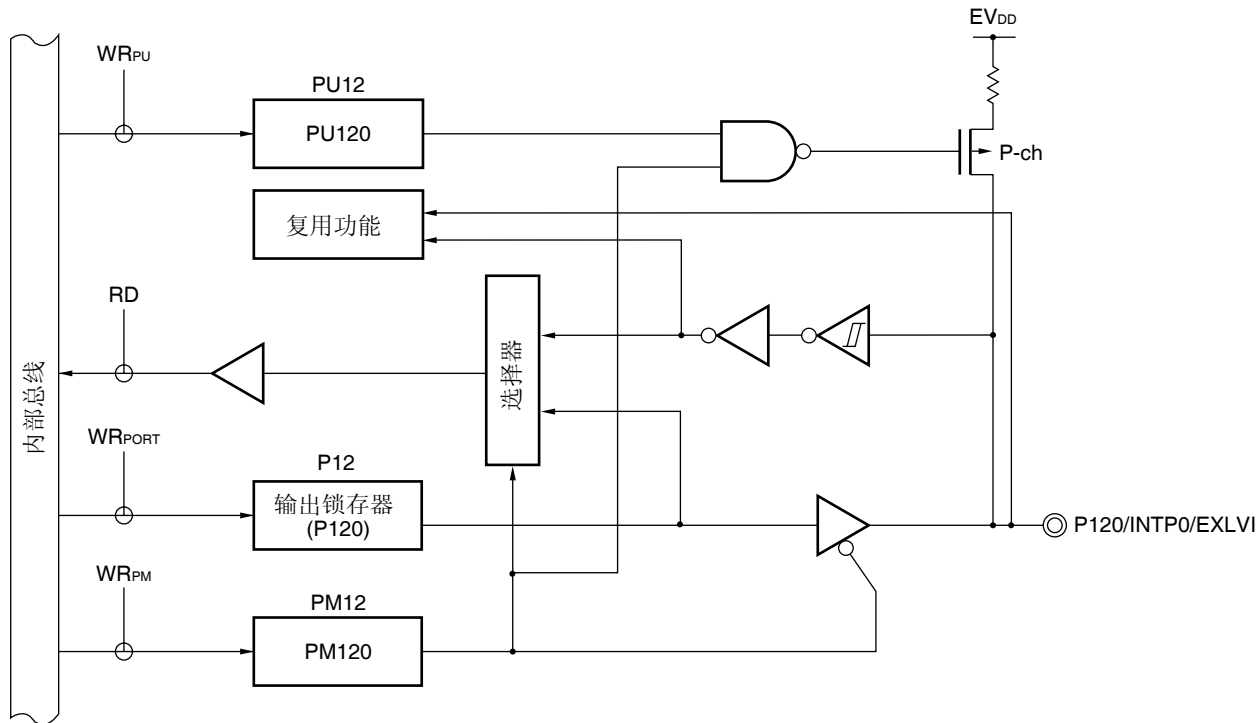 EVDD
WRPU
PU12
PU120
P-ch
复用功能
RD
选择器
内部总线
WRPORT
P12
输出锁存器
(P120)
P120/INTP0/EXLVI
WRPM
PM12
PM120